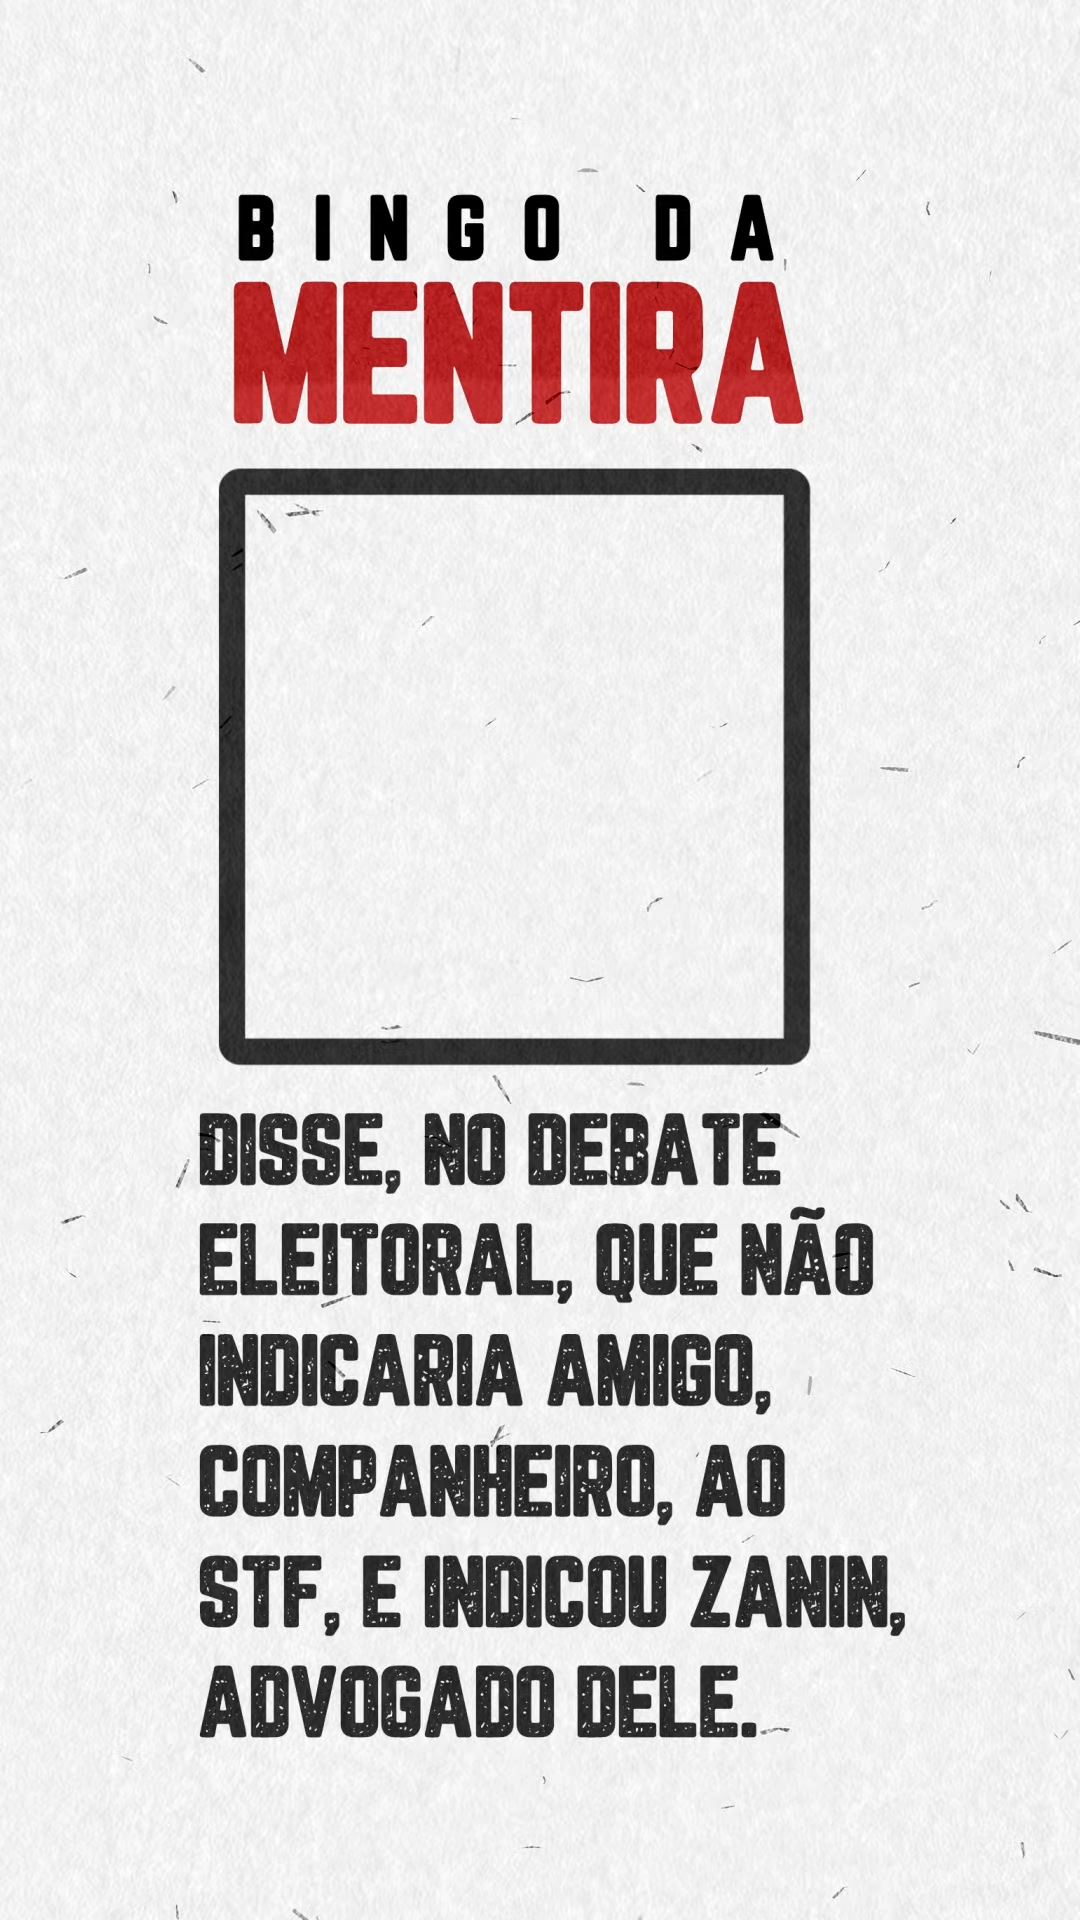 BINGO DA
MENTIRA
DISSE, NO DEBATE
ELEITORAL, QUE NÃO
INDICARIA AMIGO,
COMPANHEIRO, AO
STF, E INDICOU ZANIN,
ADVOGADO DELE.